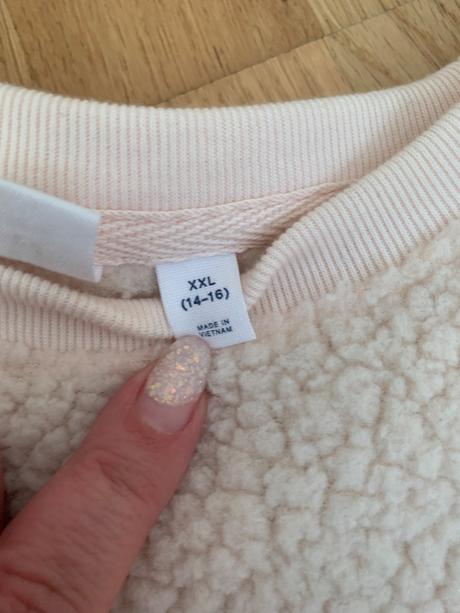 XXL
(14-16)
MADE IN
VIETNAM